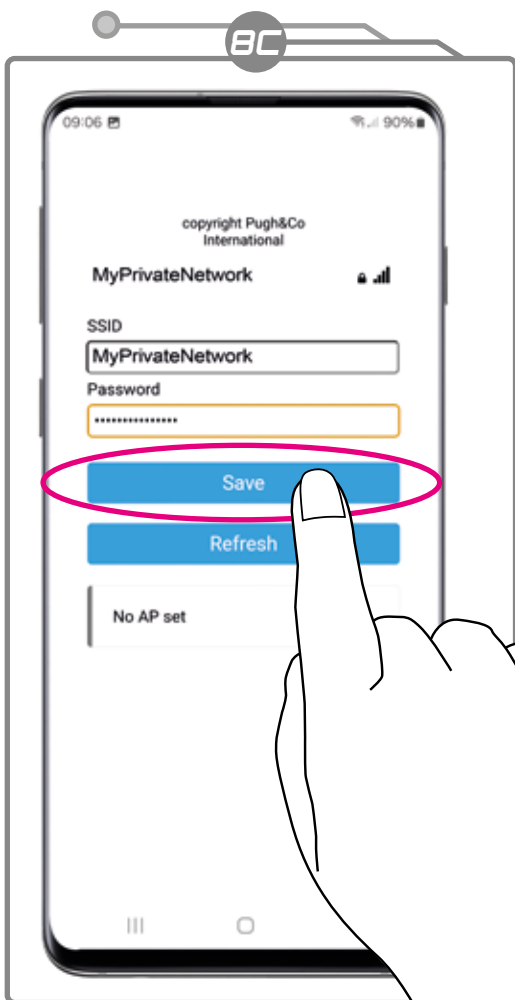 8C
09:06
90%
copyright Pugh&Co
International
MyPrivateNetwork
SSID
MyPrivateNetwork
Password
•••••••••••••••
Save
Refresh
No AP set